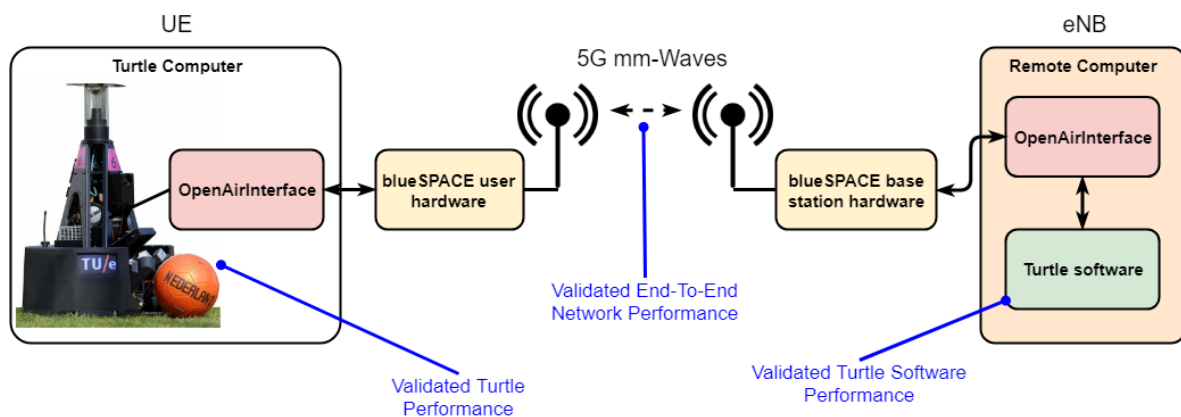 UE
eNB
Turtle Computer
5G mm-Waves
Remote Computer
OpenAirInterface
OpenAirInterface
blueSPACE user
hardware
blueSPACE base
station hardware
TU/e
NEDERLAND
Turtle software
Validated End-To-End
Network Performance
Validated Turtle
Performance
Validated Turtle Software
Performance